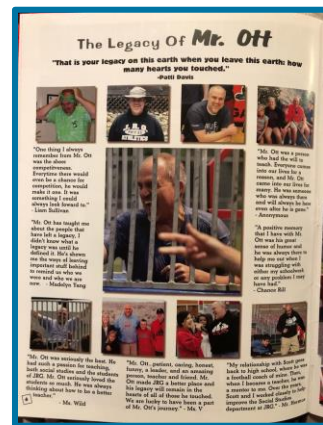 The Legacy Of Mr. Ott
"That is your legacy on this earth when you leave this earth: how
many hearts you touched."
-Patti Davis
"One thing I always
remember from Mr. Ott
was the sheer
competitiveness.
Everytime there would
even be a chance for
competition, he would
make it one. It was
something I could
always look forward to."
- Liam Sullivan
"Mr. Ott has taught me
about the people that
have left a legacy, I
didn't know what a
legacy was until he
defined it. He's shown
me the ways of leaving
important stuff behind
to remind us who we
were and who we are
now. - Madelyn Yang
"Mr. Ott was a person
who had the will to
teach. Everyone comes
into our lives for a
reason, and Mr. Ott
came into our lives for
many. He was someone
who was always there
and will always be here
even after he is gone."
- Anonymous
"A positive memory
that I have with Mr.
Ott was his great
sense of humor and
he was always there to
help me out when I
was struggling with
either my schoolwork
or any problem I may
have had."
- Chance Rill
"Mr. Ott was seriously the best. He
had such a passion for teaching,
both social studies and the students
of JRG. Mr. Ott seriously loved the
students so much. He was always
thinking about how to be a better
teacher."
- Ms. Wild
"Mr. Ott, patient, caring, honest,
funny, a leader, and an amazing
person, teacher and friend. Mr.
Ott made JRG a better place and
his legacy will remain in the
hearts of all of those he touched.
We are lucky to have been a part
of Mr. Ott's journey." - Ms. V
"My relationship with Scott goes
back to high school, where he was
a football coach of mine. Then,
when I became a teacher, he was
a mentor to me. Over the years,
Scott and I worked closely to help
improve the Social Studies
department at JRG." - Mr.